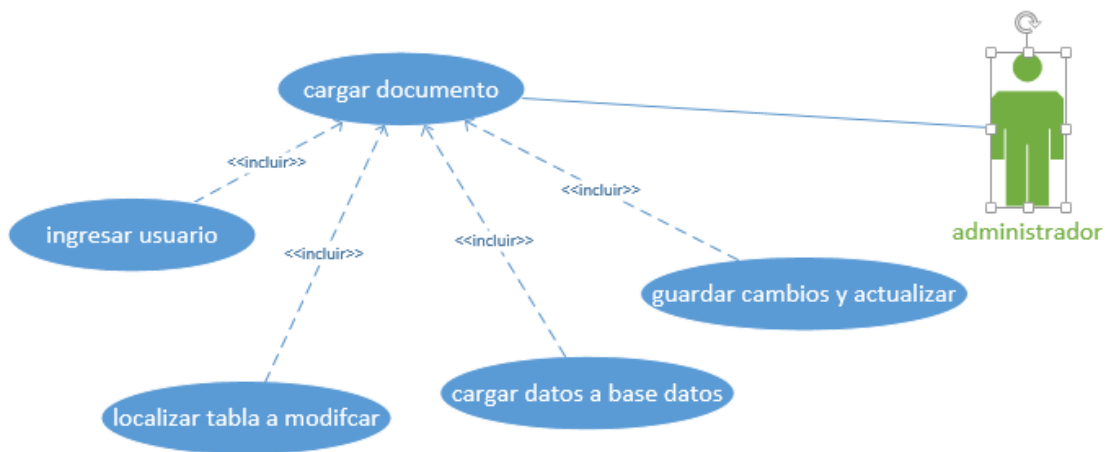 cargar documento
<<incluir>>
<<incluir>>
ingresar usuario
<<incluir>>
<<incluir>>
administrador
guardar cambios y actualizar
cargar datos a base datos
localizar tabla a modifcar